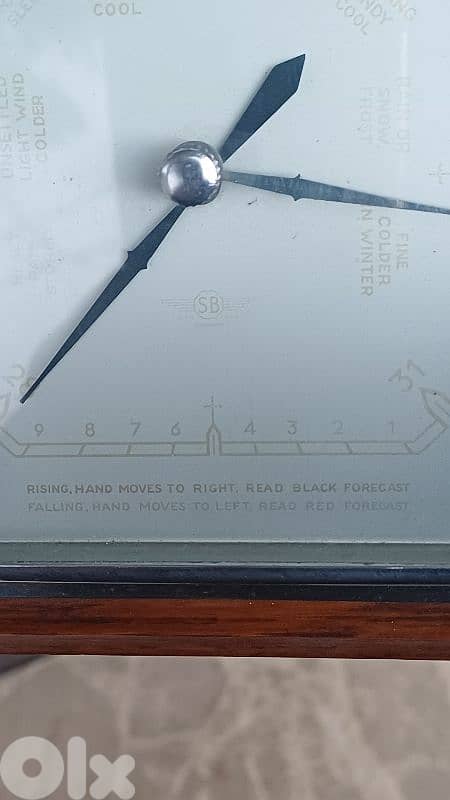 COOL
COOL
UNSETTLED
LIGHT WIND
COLDER
SNOW
FROST
FINE
COLDER
IN WINTER
SB
31
9 8 7 6 4 3 2 1
RISING, HAND MOVES TO RIGHT, READ BLACK FORECAST
FALLING, HAND MOVES TO LEFT, READ RED FORECAST
OLX